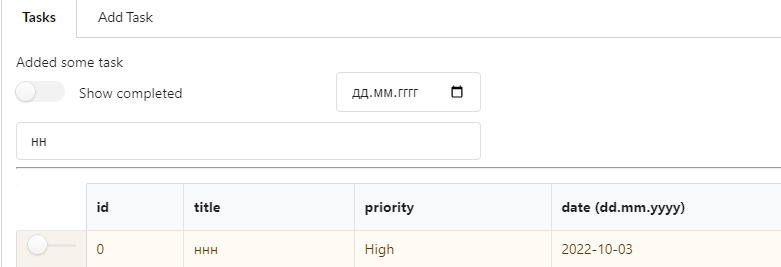 Tasks Add Task
Added some task
Show completed дд.мм.гггг
нн
id title priority date (dd.mm.yyyy)
0 ннн High 2022-10-03